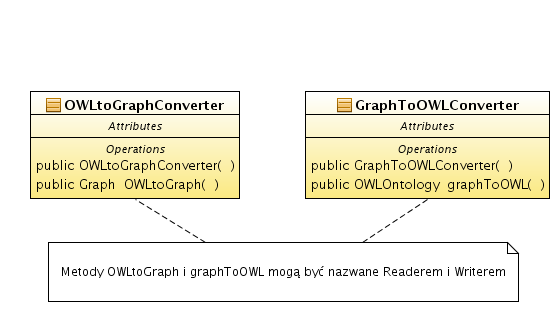 OWLtoGraphConverter
Attributes
Operations
public OWLtoGraphConverter( )
public Graph OWLtoGraph( )
GraphToOWLConverter
Attributes
Operations
public GraphToOWLConverter( )
public OWLOntology graphToOWL( )
Metody OWLtoGraph i graphToOWL mogą być nazwane Readerem i Writerem